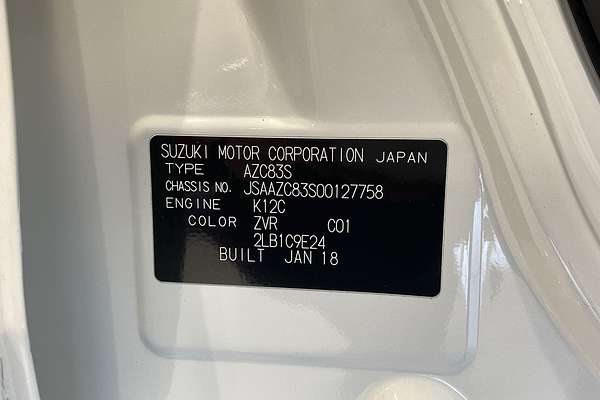 SUZUKI MOTOR CORPORATION JAPAN
TYPE AZC83S
CHASSIS NO. JSAAZC83S00127758
ENGINE K12C
COLOR ZVR C01
2LB1C9E24
BUILT JAN 18